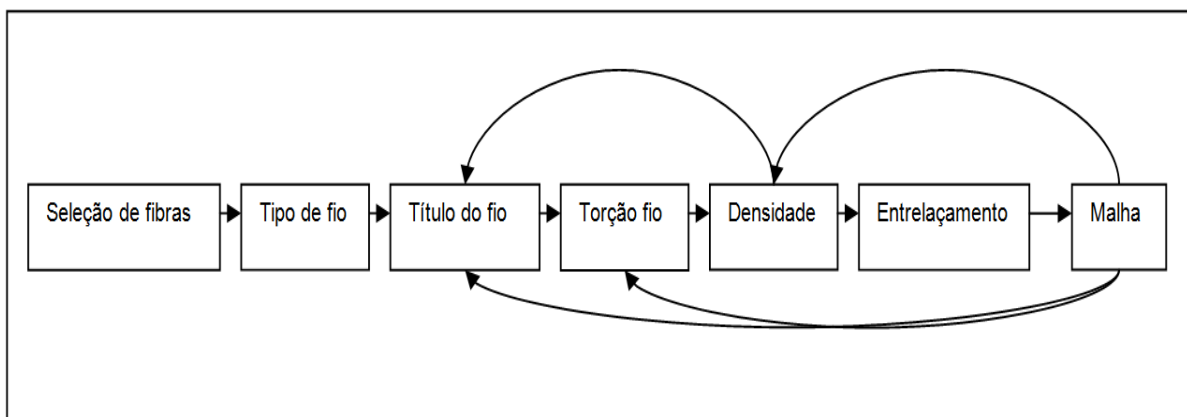 Seleção de fibras
Tipo de fio
Título do fio
Torção fio
Densidade
Entrelaçamento
Malha